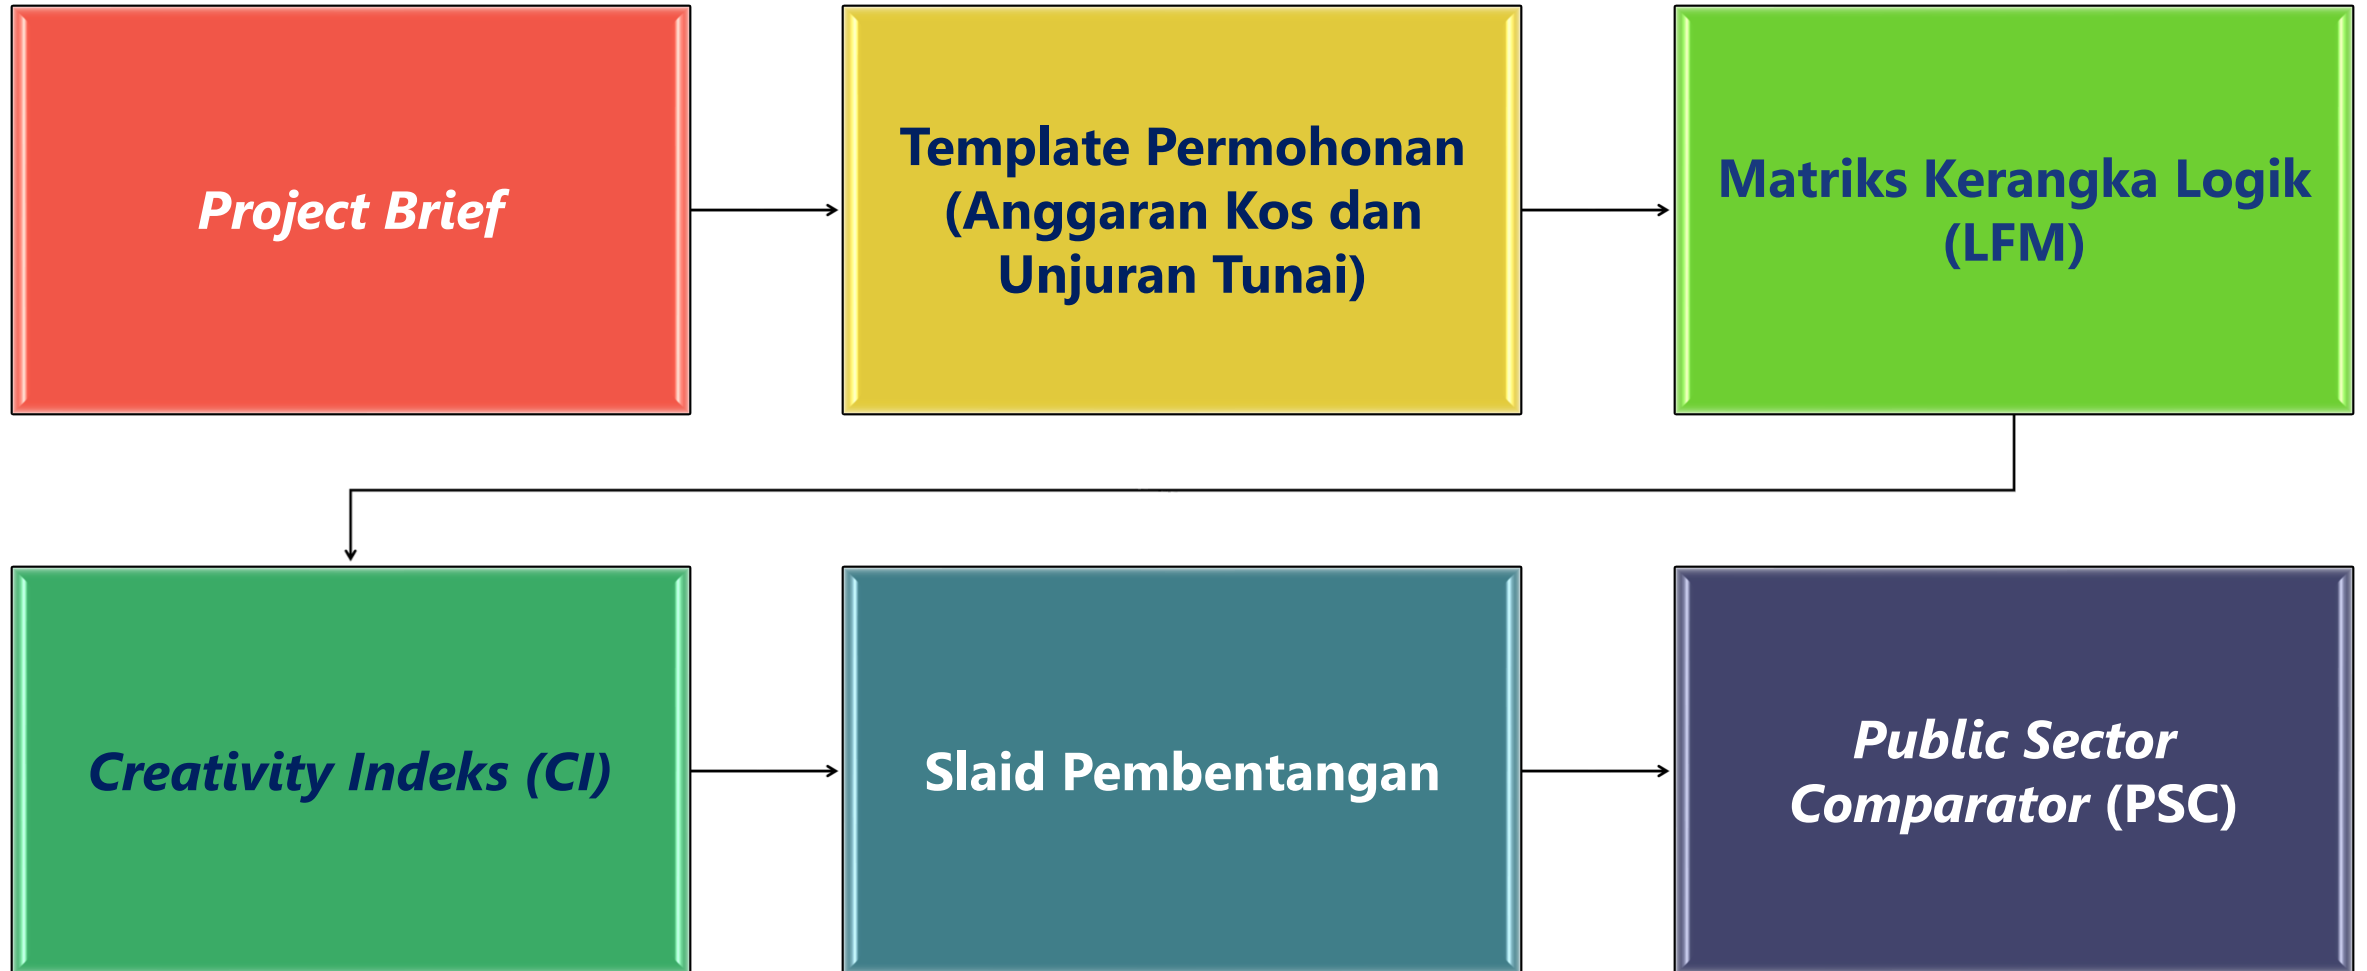 Project Brief
Template Permohonan
(Anggaran Kos dan
Unjuran Tunai)
Matriks Kerangka Logik
(LFM)
Creativity Indeks (CI)
Slaid Pembentangan
Public Sector
Comparator (PSC)